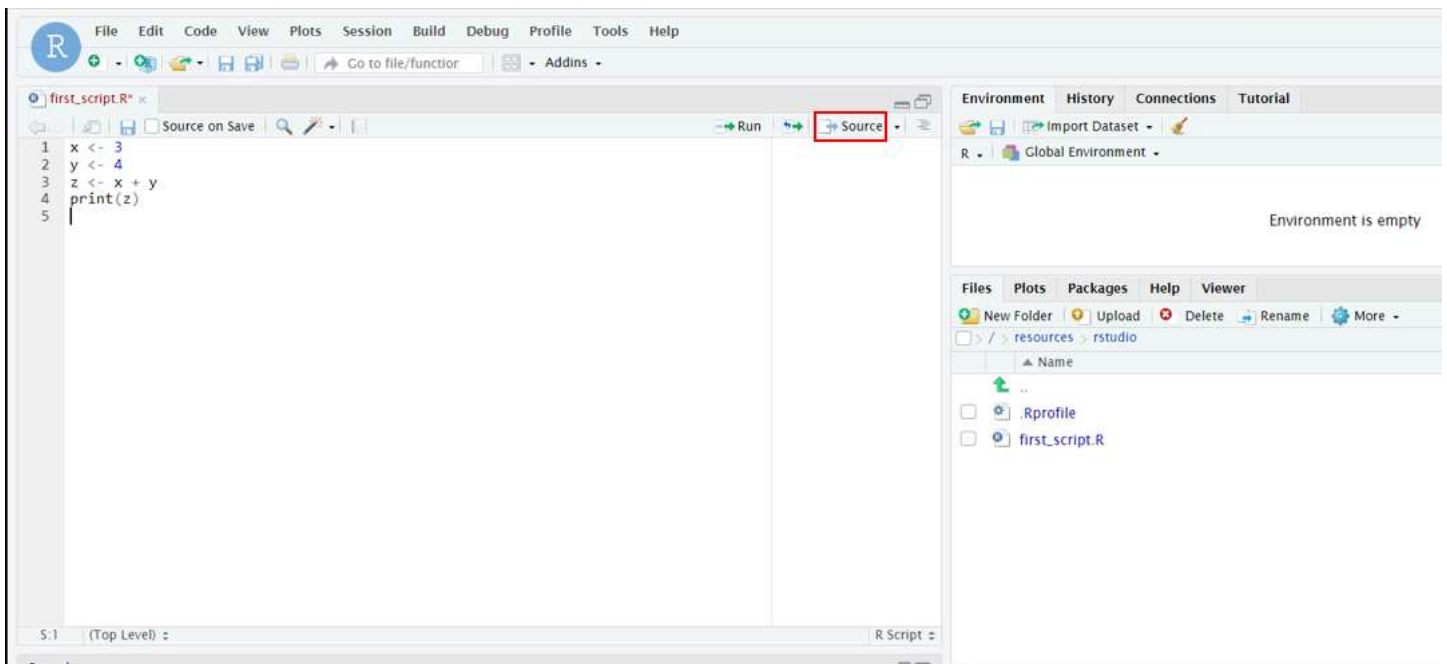 R
File Edit Code View Plots Session Build Debug Profile Tools Help
Go to file/function Addins
first_script.R*
Source on Save Run Source
1 x <- 3
2 y <- 4
3 z <- x + y
4 print(z)
5
5:1 (Top Level) R Script
Environment History Connections Tutorial
Import Dataset
R Global Environment
Environment is empty
Files Plots Packages Help Viewer
New Folder Upload Delete Rename More
/ resources rstudio
Name
..
.Rprofile
first_script.R